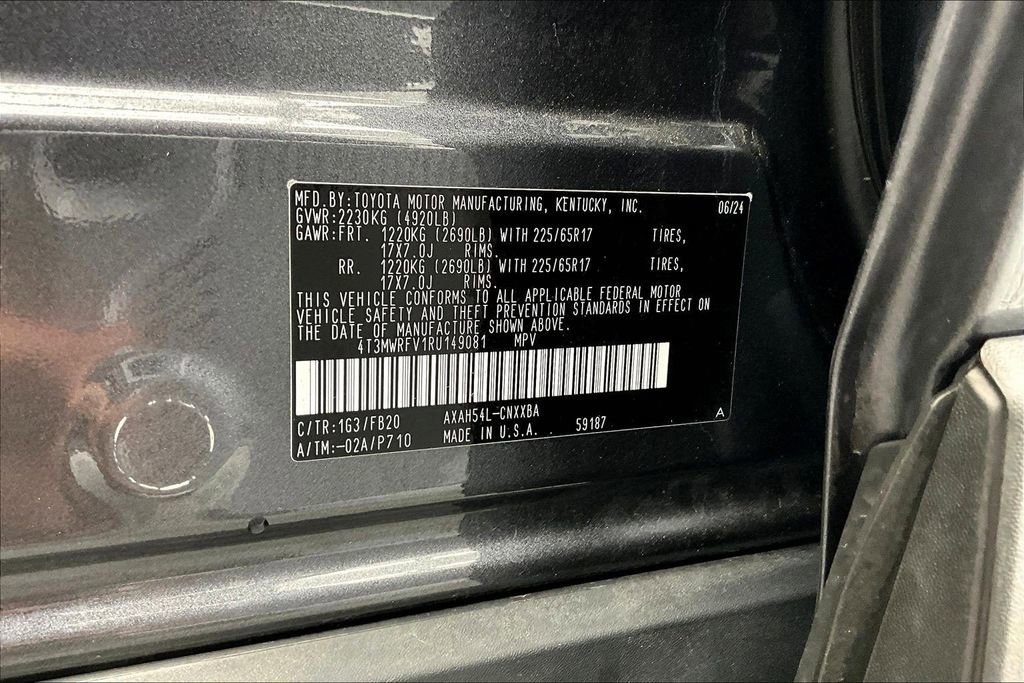 MFD.BY:TOYOTA MOTOR MANUFACTURING, KENTUCKY, INC. 06/24
GVWR:2230KG (4920LB)
GAWR:FRT. 1220KG (2690LB) WITH 225/65R17 TIRES,
17X7.0J RIMS.
RR. 1220KG (2690LB) WITH 225/65R17 TIRES,
17X7.0J RIMS.
THIS VEHICLE CONFORMS TO ALL APPLICABLE FEDERAL MOTOR
VEHICLE SAFETY AND THEFT PREVENTION STANDARDS IN EFFECT ON
THE DATE OF MANUFACTURE SHOWN ABOVE.
4T3MWRFV1RU149081 MPV
C/TR:1G3/FB20 AXAH54L-CNXXBA A
A/TM:-02A/P710 MADE IN U.S.A. 59187